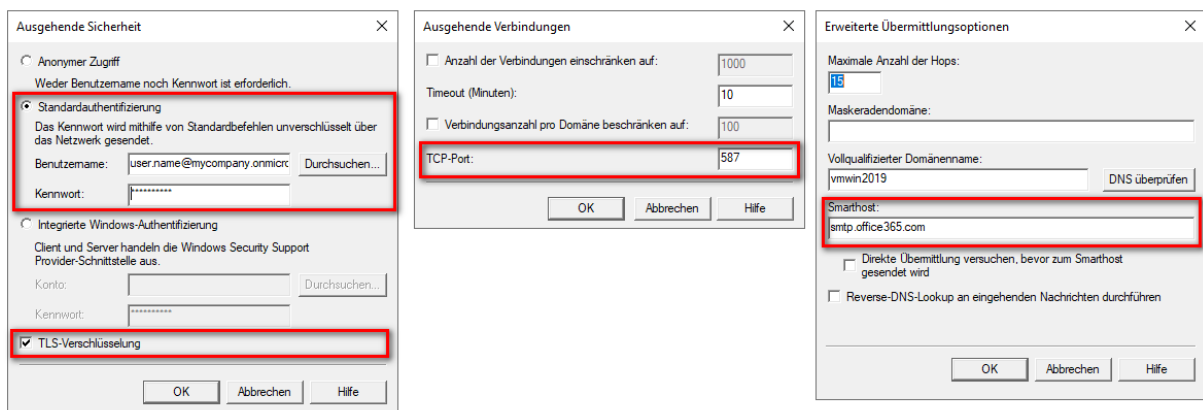 Ausgehende Sicherheit
Anonymer Zugriff
Weder Benutzername noch Kennwort ist erforderlich.
Standardauthentifizierung
Das Kennwort wird mithilfe von Standardbefehlen unverschlüsselt über
das Netzwerk gesendet.
Benutzername: user.name@mycompany.onmicrc Durchsuchen...
Kennwort: **********
Integrierte Windows-Authentifizierung
Client und Server handeln die Windows Security Support
Provider-Schnittstelle aus.
Konto: Durchsuchen...
Kennwort: **********
TLS-Verschlüsselung
OK Abbrechen Hilfe
Ausgehende Verbindungen
Anzahl der Verbindungen einschränken auf: 1000
Timeout (Minuten): 10
Verbindungsanzahl pro Domäne beschränken auf: 100
TCP-Port: 587
OK Abbrechen Hilfe
Erweiterte Übermittlungsoptionen
Maximale Anzahl der Hops:
15
Maskeradendomäne:
Vollqualifizierter Domänenname:
vmwin2019 DNS überprüfen
Smarthost:
smtp.office365.com
Direkte Übermittlung versuchen, bevor zum Smarthost
gesendet wird
Reverse-DNS-Lookup an eingehenden Nachrichten durchführen
OK Abbrechen Hilfe